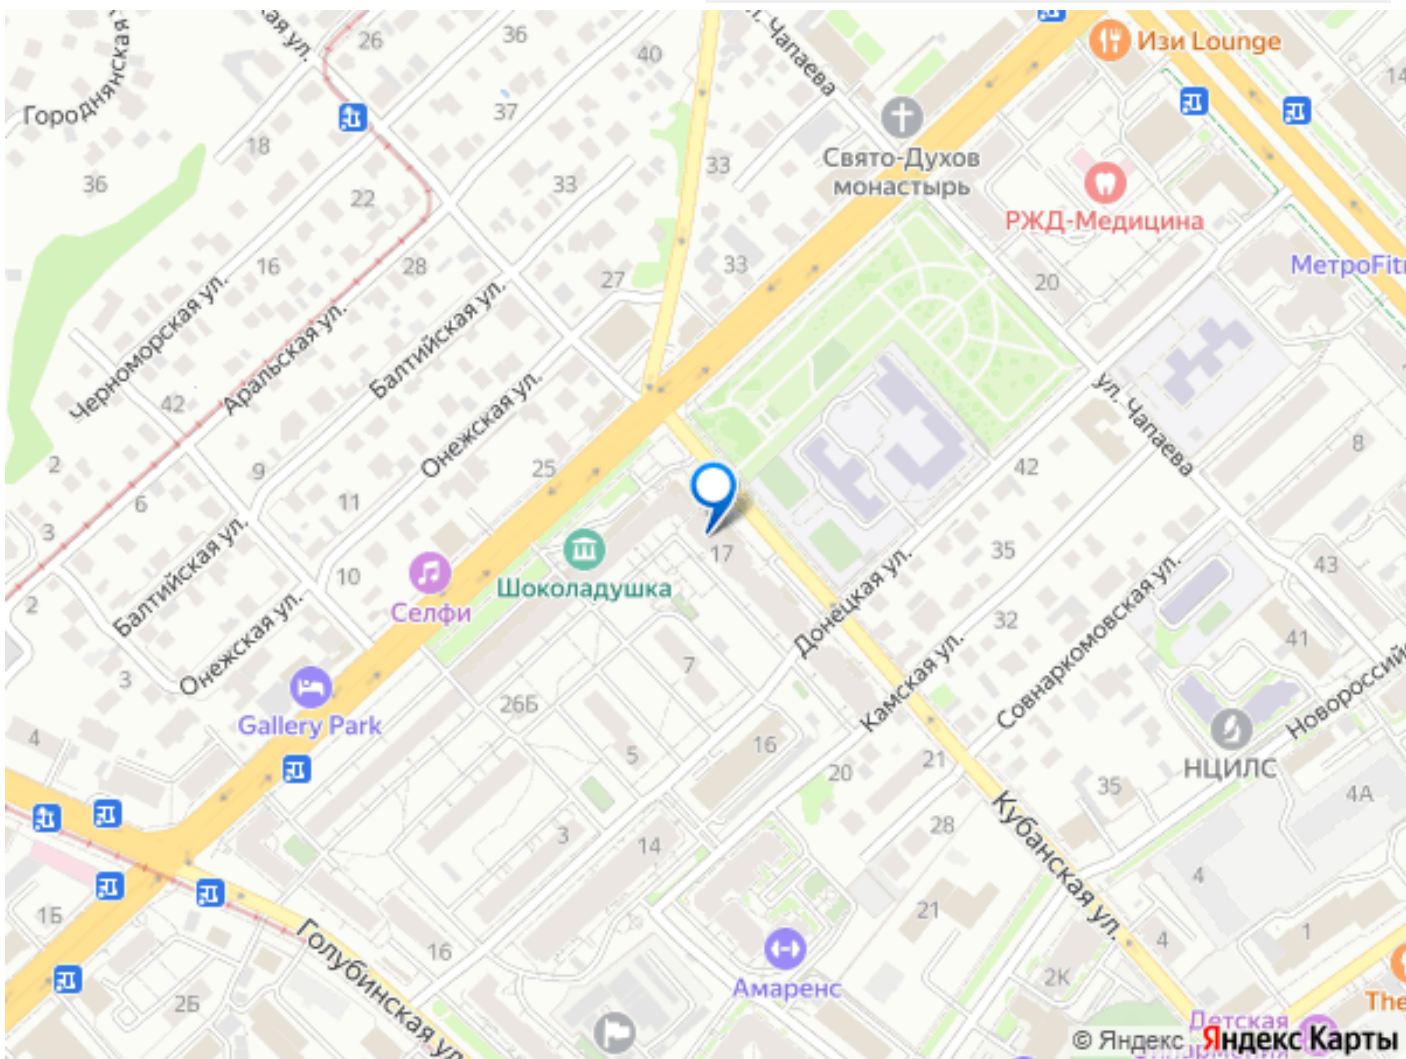 ул. Чапаева
26
36
40
Изи Lounge
Городнянская
37
18
Свято-Духов
монастырь
33
33
36
22
РЖД-Медицина
16
28
27
33
20
МетроFit
Черноморская ул.
Аральская ул.
Балтийская ул.
Онежская ул.
42
ул. Чапаева
2
9
25
11
42
8
3
6
Балтийская ул.
10
Селфи
Шоколадушка
17
35
43
Донецкая ул.
2
Онежская ул.
3
7
32
41
Камская ул.
Совнаркомовская ул.
Новороссий
Gallery Park
26Б
4
5
16
20
21
НЦИЛС
35
4А
Кубанская ул.
3
14
28
4
1Б
21
16
Голубинская ул.
4
1
2Б
Амаренс
2К
The
Детская
© Яндекс Яндекс Карты